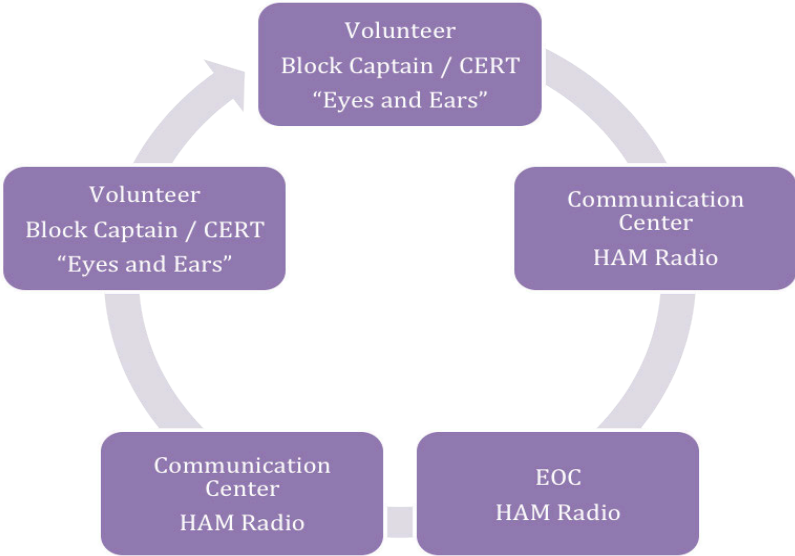 Volunteer
Block Captain / CERT
“Eyes and Ears”
Communication
Center
HAM Radio
EOC
HAM Radio
Communication
Center
HAM Radio
Volunteer
Block Captain / CERT
“Eyes and Ears”